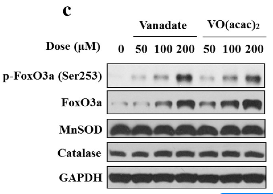 c
Vanadate VO(acac)₂
Dose (μM) 0 50 100 200 50 100 200
p-FoxO3a (Ser253)
FoxO3a
MnSOD
Catalase
GAPDH